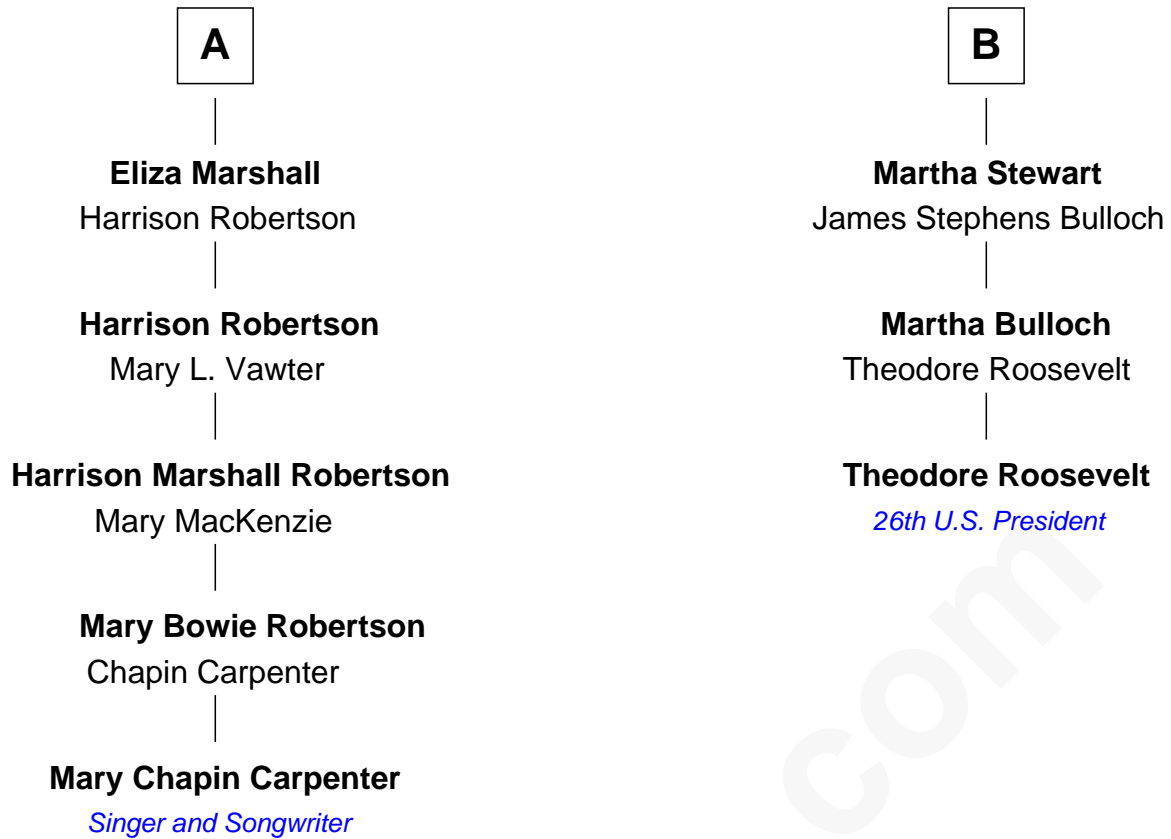 A
Eliza Marshall
Harrison Robertson
Harrison Robertson
Mary L. Vawter
Harrison Marshall Robertson
Mary MacKenzie
Mary Bowie Robertson
Chapin Carpenter
Mary Chapin Carpenter
Singer and Songwriter
B
Martha Stewart
James Stephens Bulloch
Martha Bulloch
Theodore Roosevelt
Theodore Roosevelt
26th U.S. President
com